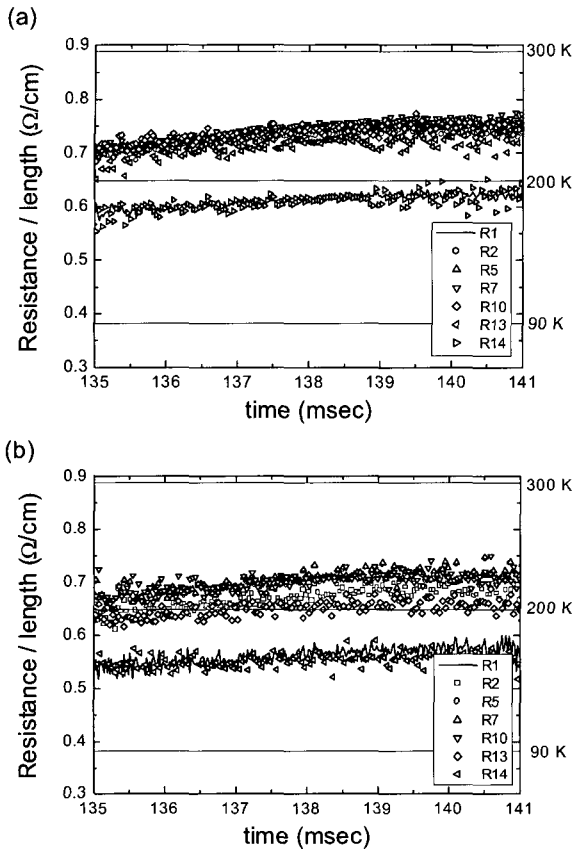 (a)
Resistance / length (Ω/cm)
0.9
0.8
0.7
0.6
0.5
0.4
0.3
300 K
200 K
90 K
R1
R2
R5
R7
R10
R13
R14
135 136 137 138 139 140 141
time (msec)
(b)
Resistance / length (Ω/cm)
0.9
0.8
0.7
0.6
0.5
0.4
0.3
300 K
200 K
90 K
R1
R2
R5
R7
R10
R13
R14
135 136 137 138 139 140 141
time (msec)